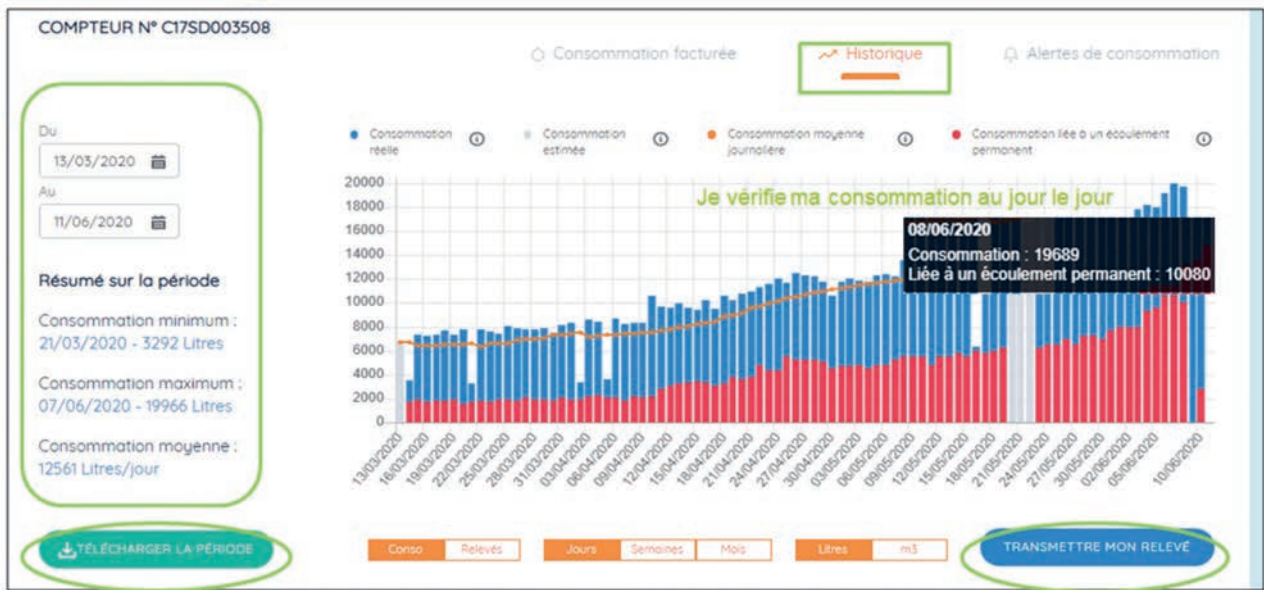 COMPTEUR N° C17SD003508
Consommation facturée
Historique
Alertes de consommation
Du
13/03/2020
Au
11/06/2020
Résumé sur la période
Consommation minimum :
21/03/2020 - 3292 Litres
Consommation maximum :
07/06/2020 - 19966 Litres
Consommation moyenne :
12561 Litres/jour
TÉLÉCHARGER LA PÉRIODE
Consommation
réelle
Consommation
estimée
Consommation moyenne
journalière
Consommation liée à un écoulement
permanent
Je vérifie ma consommation au jour le jour
08/06/2020
Consommation : 19689
Liée à un écoulement permanent : 10080
20000
18000
16000
14000
12000
10000
8000
6000
4000
2000
0
13/03/2020
16/03/2020
19/03/2020
22/03/2020
25/03/2020
28/03/2020
31/03/2020
03/04/2020
06/04/2020
09/04/2020
12/04/2020
15/04/2020
18/04/2020
21/04/2020
24/04/2020
27/04/2020
30/04/2020
03/05/2020
06/05/2020
09/05/2020
12/05/2020
15/05/2020
18/05/2020
21/05/2020
24/05/2020
27/05/2020
30/05/2020
02/06/2020
05/06/2020
10/06/2020
Conso Relevés
Jours Semaines Mois
Litres m3
TRANSMETTRE MON RELEVÉ